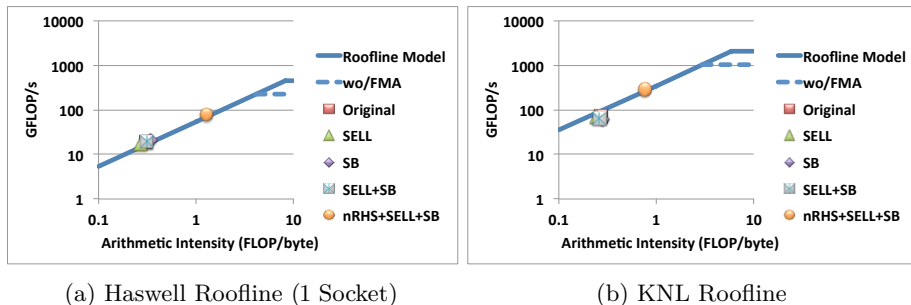 10000
1000
100
10
1
GFLOP/s
0.1 1 10
Arithmetic Intensity (FLOP/byte)
Roofline Model
wo/FMA
Original
SELL
SB
SELL+SB
nRHS+SELL+SB
(a) Haswell Roofline (1 Socket)
10000
1000
100
10
1
GFLOP/s
0.1 1 10
Arithmetic Intensity (FLOP/byte)
Roofline Model
wo/FMA
Original
SELL
SB
SELL+SB
nRHS+SELL+SB
(b) KNL Roofline